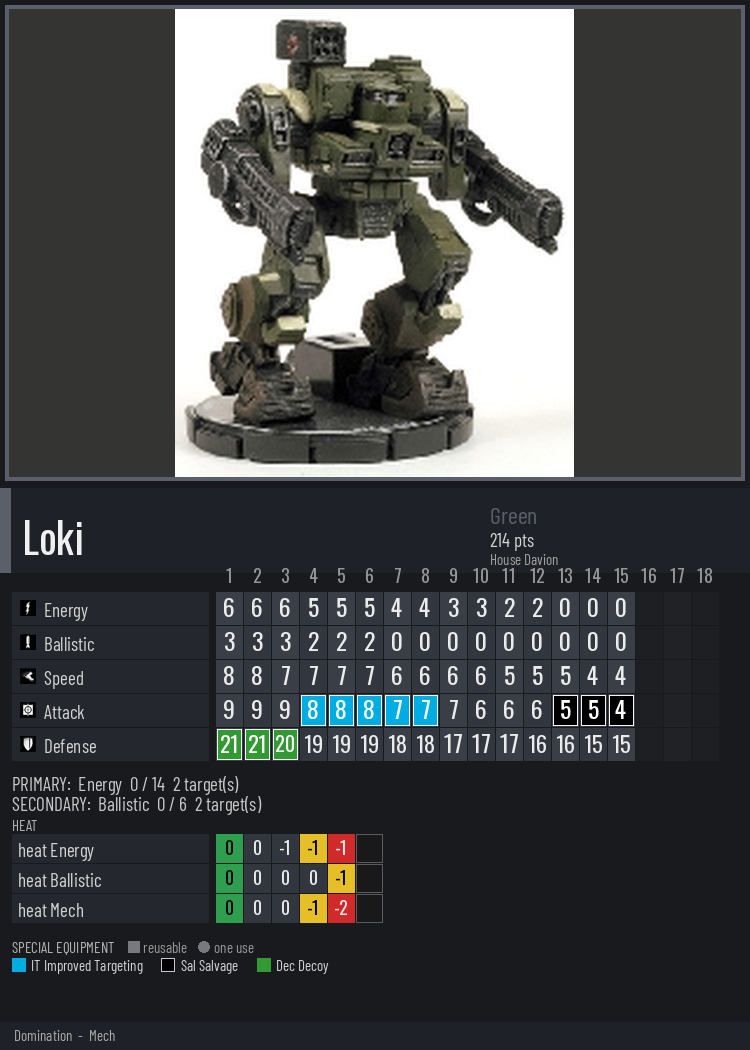 Loki
Green
214 pts
House Davion
1 2 3 4 5 6 7 8 9 10 11 12 13 14 15 16 17 18
Energy 6 6 6 5 5 5 4 4 3 3 2 2 0 0 0
Ballistic 3 3 3 2 2 2 0 0 0 0 0 0 0 0 0
Speed 8 8 7 7 7 7 6 6 6 6 5 5 5 4 4
Attack 9 9 9 8 8 8 7 7 7 6 6 6 5 5 4
Defense 21 21 20 19 19 19 18 18 17 17 17 16 16 15 15
PRIMARY: Energy 0 / 14 2 target(s)
SECONDARY: Ballistic 0 / 6 2 target(s)
HEAT
heat Energy 0 0 -1 -1 -1
heat Ballistic 0 0 0 0 -1
heat Mech 0 0 0 -1 -2
SPECIAL EQUIPMENT reusable one use
IT Improved Targeting Sal Salvage Dec Decoy
Domination - Mech